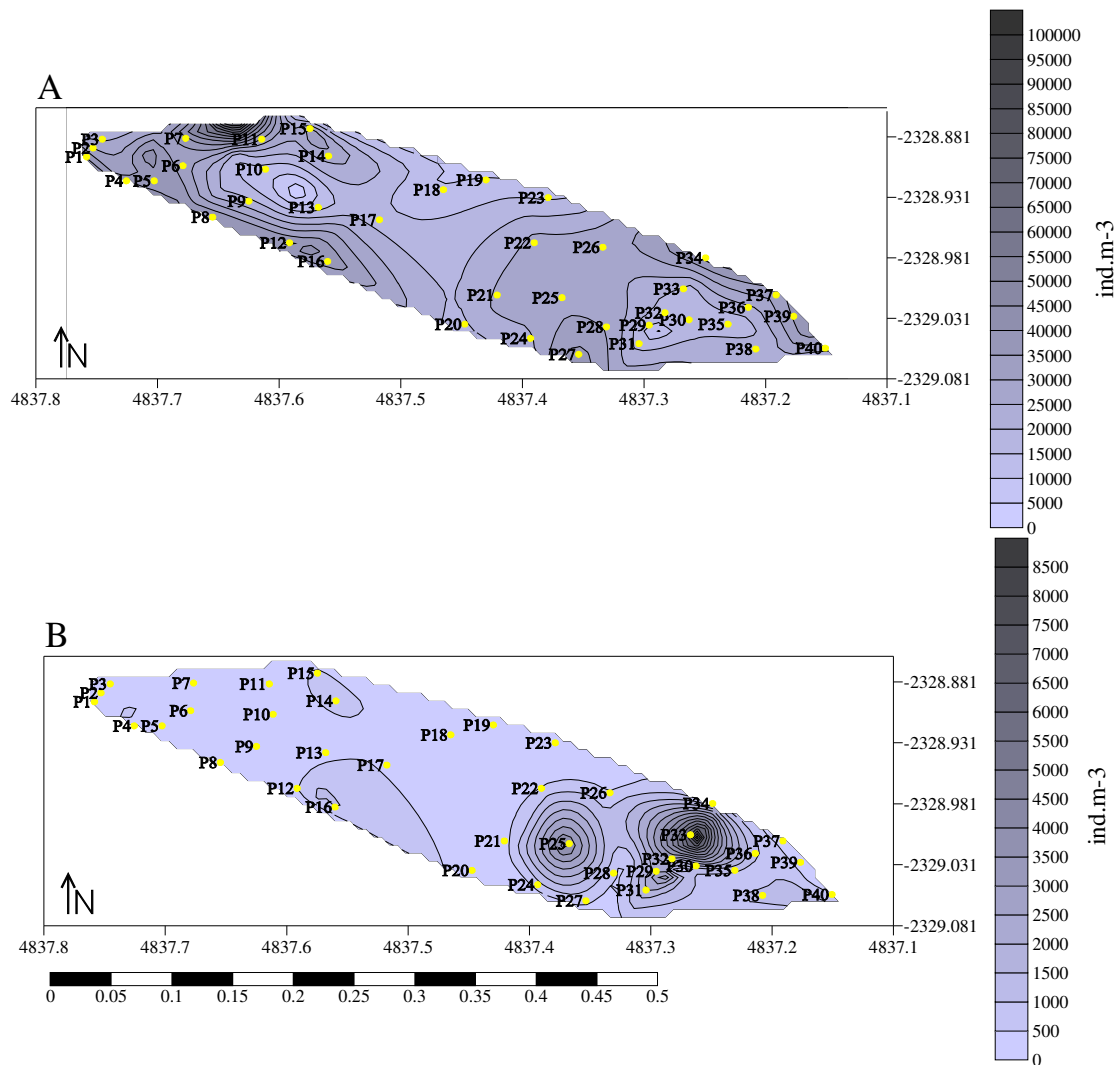 A
100000
95000
90000
85000
80000
75000
70000
65000
60000
55000
50000
45000
40000
35000
30000
25000
20000
15000
10000
5000
0
ind.m-3
P3 P7 P11 P15 -2328.881
P2
P1 P6 P14
P4 P5 P10 P18 P19
P9 P13 P23 -2328.931
P8 P17
P12 P22 P26
P16 P34 -2328.981
P21 P25 P33 P37
P32 P36
P20 P28 P29 P30 P35 P39 -2329.031
P24 P31
P27 P38 P40
N
-2329.081
4837.8 4837.7 4837.6 4837.5 4837.4 4837.3 4837.2 4837.1
B
8500
8000
7500
7000
6500
6000
5500
5000
4500
4000
3500
3000
2500
2000
1500
1000
500
0
ind.m-3
P3 P7 P11 P15 -2328.881
P2
P1 P6 P14
P4 P5 P10 P18 P19
P9 P13 P23 -2328.931
P8 P17
P12 P22 P26
P16 P34 -2328.981
P21 P25 P33 P37
P32 P36
P20 P28 P29 P30 P35 P39 -2329.031
P24 P31
P27 P38 P40
N
-2329.081
4837.8 4837.7 4837.6 4837.5 4837.4 4837.3 4837.2 4837.1
0 0.05 0.1 0.15 0.2 0.25 0.3 0.35 0.4 0.45 0.5